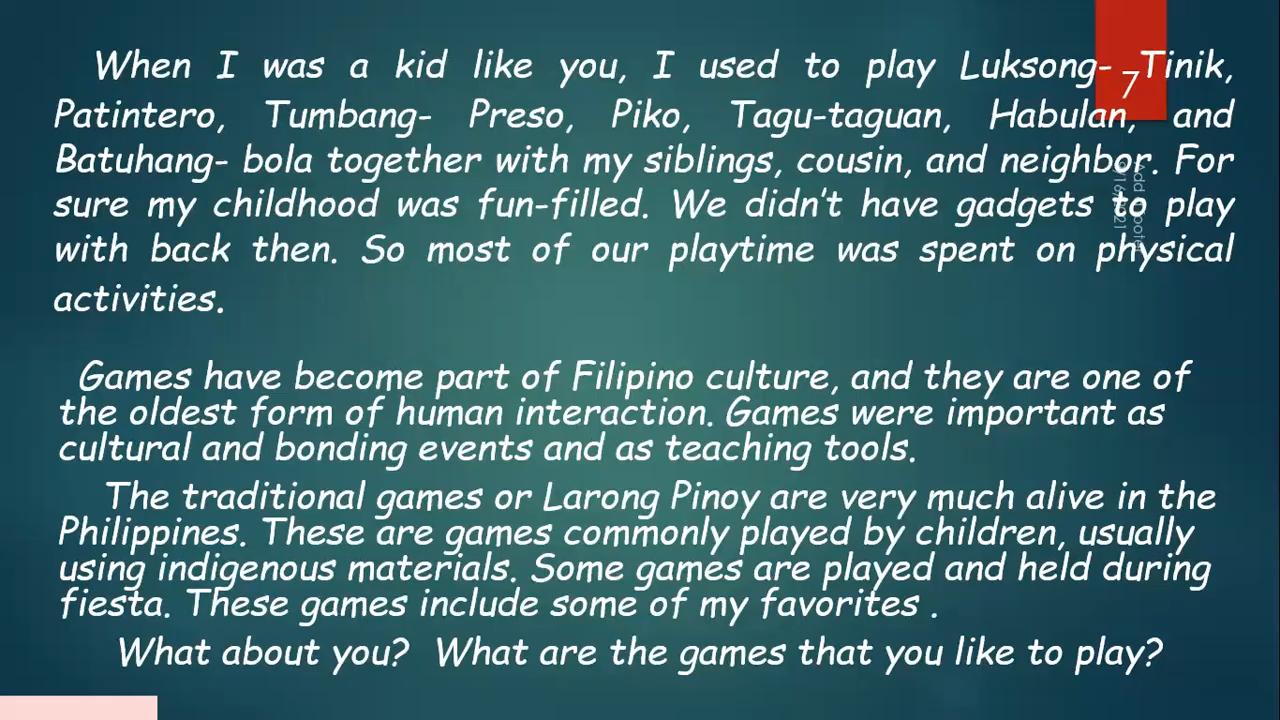 When I was a kid like you, I used to play Luksong- Tinik,
7
Patintero, Tumbang- Preso, Piko, Tagu-taguan, Habulan, and
Batuhang- bola together with my siblings, cousin, and neighbor. For
sure my childhood was fun-filled. We didn't have gadgets to play
with back then. So most of our playtime was spent on physical
activities.
Games have become part of Filipino culture, and they are one of
the oldest form of human interaction. Games were important as
cultural and bonding events and as teaching tools.
The traditional games or Larong Pinoy are very much alive in the
Philippines. These are games commonly played by children, usually
using indigenous materials. Some games are played and held during
fiesta. These games include some of my favorites .
What about you? What are the games that you like to play?